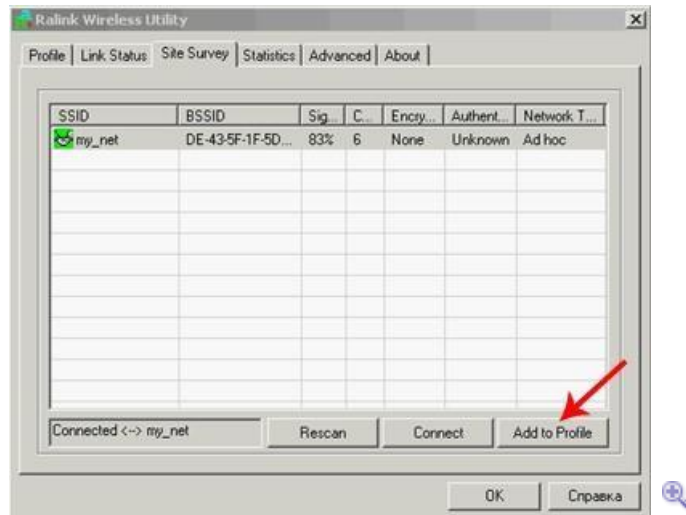 Ralink Wireless Utility
Profile Link Status Site Survey Statistics Advanced About
SSID BSSID Sig... C... Encry... Authent... Network T...
my_net DE-43-5F-1F-5D... 83% 6 None Unknown Ad hoc
Connected <--> my_net Rescan Connect Add to Profile
OK Справка